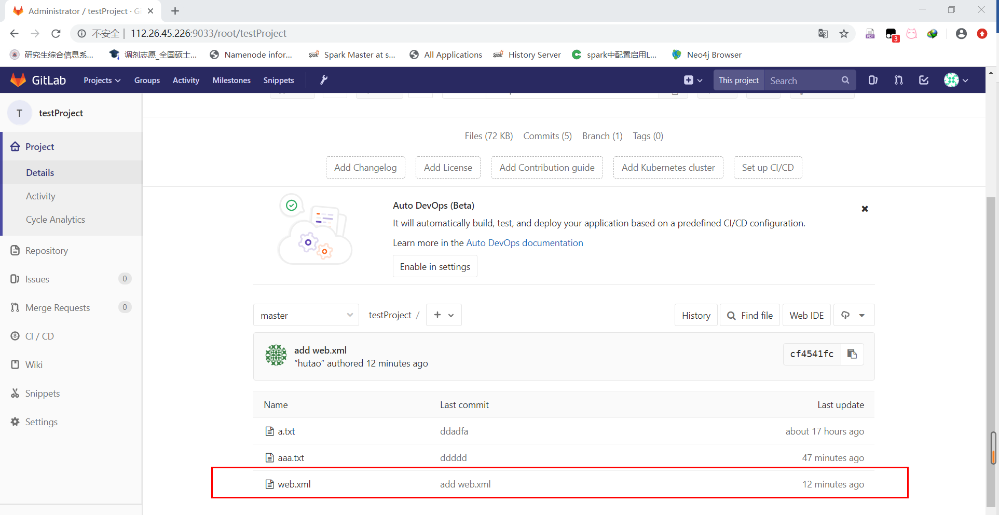 Administrator / testProject · G
不安全 | 112.26.45.226:9033/root/testProject
3
研究生综合信息系... 调剂志愿_全国硕士... Namenode infor... Spark Master at s... All Applications History Server spark中配置启用L... Neo4j Browser
GitLab Projects Groups Activity Milestones Snippets This project Search
T testProject
Files (72 KB) Commits (5) Branch (1) Tags (0)
Project
Add Changelog Add License Add Contribution guide Add Kubernetes cluster Set up CI/CD
Details
Activity
Cycle Analytics
Auto DevOps (Beta)
It will automatically build, test, and deploy your application based on a predefined CI/CD configuration.
Learn more in the Auto DevOps documentation
Enable in settings
Repository
Issues 0
Merge Requests 0
CI / CD
Wiki
Snippets
Settings
master testProject / + History Find file Web IDE
add web.xml
“hutao” authored 12 minutes ago
cf4541fc
Name Last commit Last update
a.txt ddadfa about 17 hours ago
aaa.txt ddddd 47 minutes ago
web.xml add web.xml 12 minutes ago